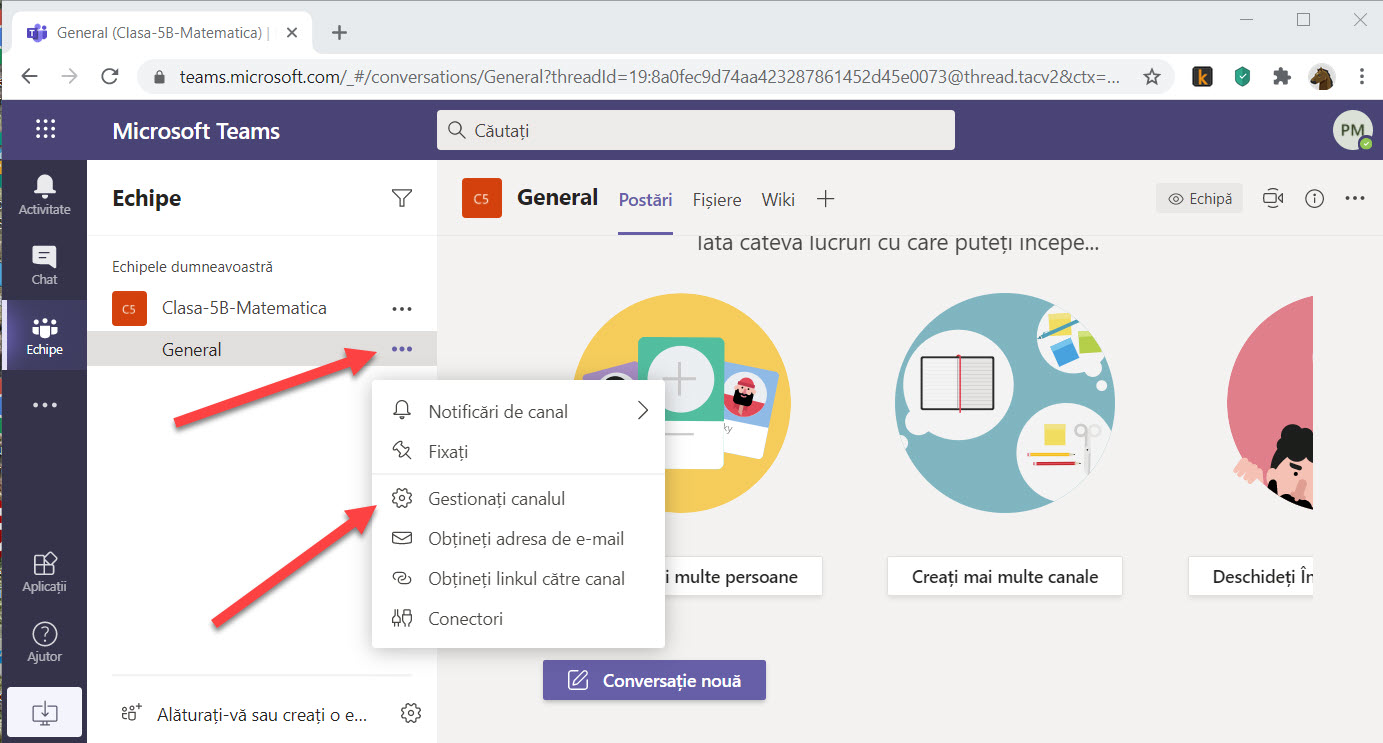 General (Clasa-5B-Matematica) |
teams.microsoft.com/_#/conversations/General?threadId=19:8a0fec9d74aa423287861452d45e0073@thread.tacv2&ctx=...
k
Microsoft Teams
Căutați
PM
Activitate
Chat
Echipe
Aplicații
Ajutor
Echipe
Echipele dumneavoastră
C5 Clasa-5B-Matematica
General
Alăturați-vă sau creați o e...
C5 General Postări Fișiere Wiki
Echipă
Iată câteva lucruri cu care puteți începe...
Notificări de canal
Fixați
Gestionați canalul
Obțineți adresa de e-mail
Obțineți linkul către canal
Conectori
ky
i multe persoane
Creați mai multe canale
Deschideți În
Conversație nouă